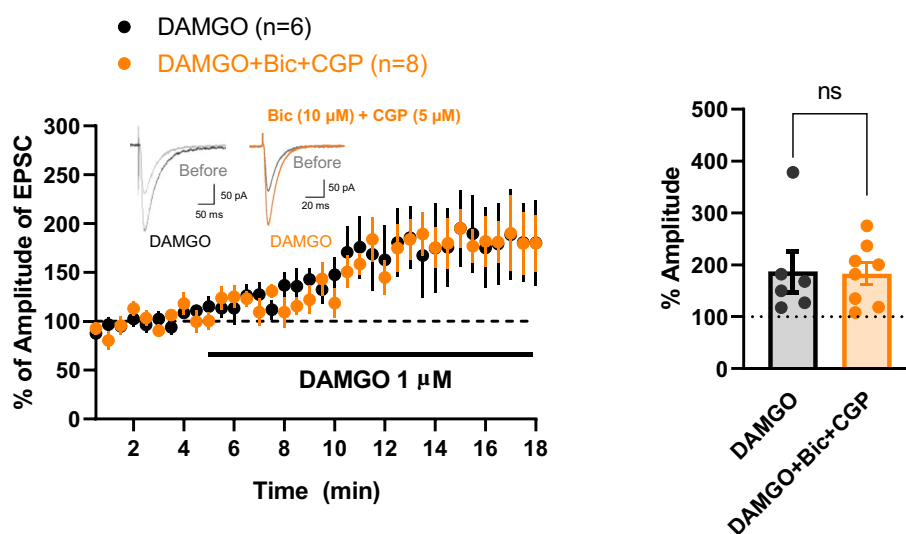 DAMGO (n=6)
DAMGO+Bic+CGP (n=8)
% of Amplitude of EPSC
300
250
200
150
100
50
0
Before
50 pA
50 ms
DAMGO
Bic (10 μM) + CGP (5 μM)
Before
50 pA
20 ms
DAMGO
DAMGO 1 μM
2 4 6 8 10 12 14 16 18
Time (min)
% Amplitude
500
400
300
200
100
0
ns
DAMGO
DAMGO+Bic+CGP